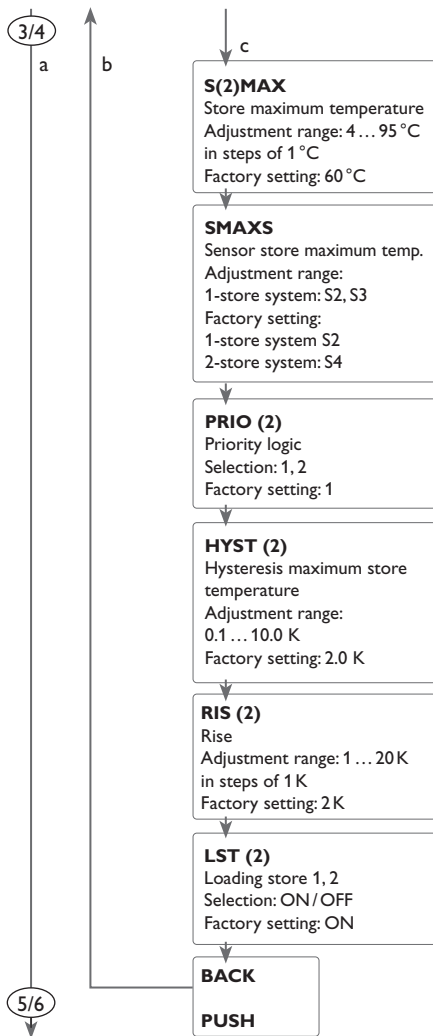 3/4
a
b
c
S(2)MAX
Store maximum temperature
Adjustment range: 4 … 95 °C
in steps of 1 °C
Factory setting: 60 °C
SMAXS
Sensor store maximum temp.
Adjustment range:
1-store system: S2, S3
Factory setting:
1-store system S2
2-store system: S4
PRIO (2)
Priority logic
Selection: 1, 2
Factory setting: 1
HYST (2)
Hysteresis maximum store
temperature
Adjustment range:
0.1 … 10.0 K
Factory setting: 2.0 K
RIS (2)
Rise
Adjustment range: 1 … 20 K
in steps of 1 K
Factory setting: 2 K
LST (2)
Loading store 1, 2
Selection: ON / OFF
Factory setting: ON
BACK
PUSH
5/6